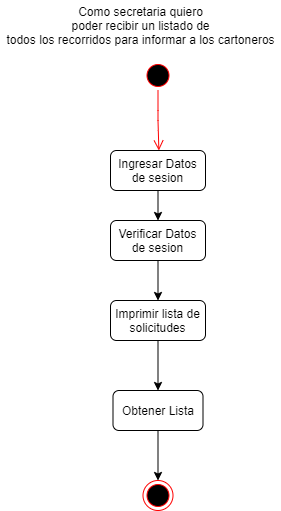 Como secretaria quiero
poder recibir un listado de
todos los recorridos para informar a los cartoneros
Ingresar Datos
de sesion
Verificar Datos
de sesion
Imprimir lista de
solicitudes
Obtener Lista